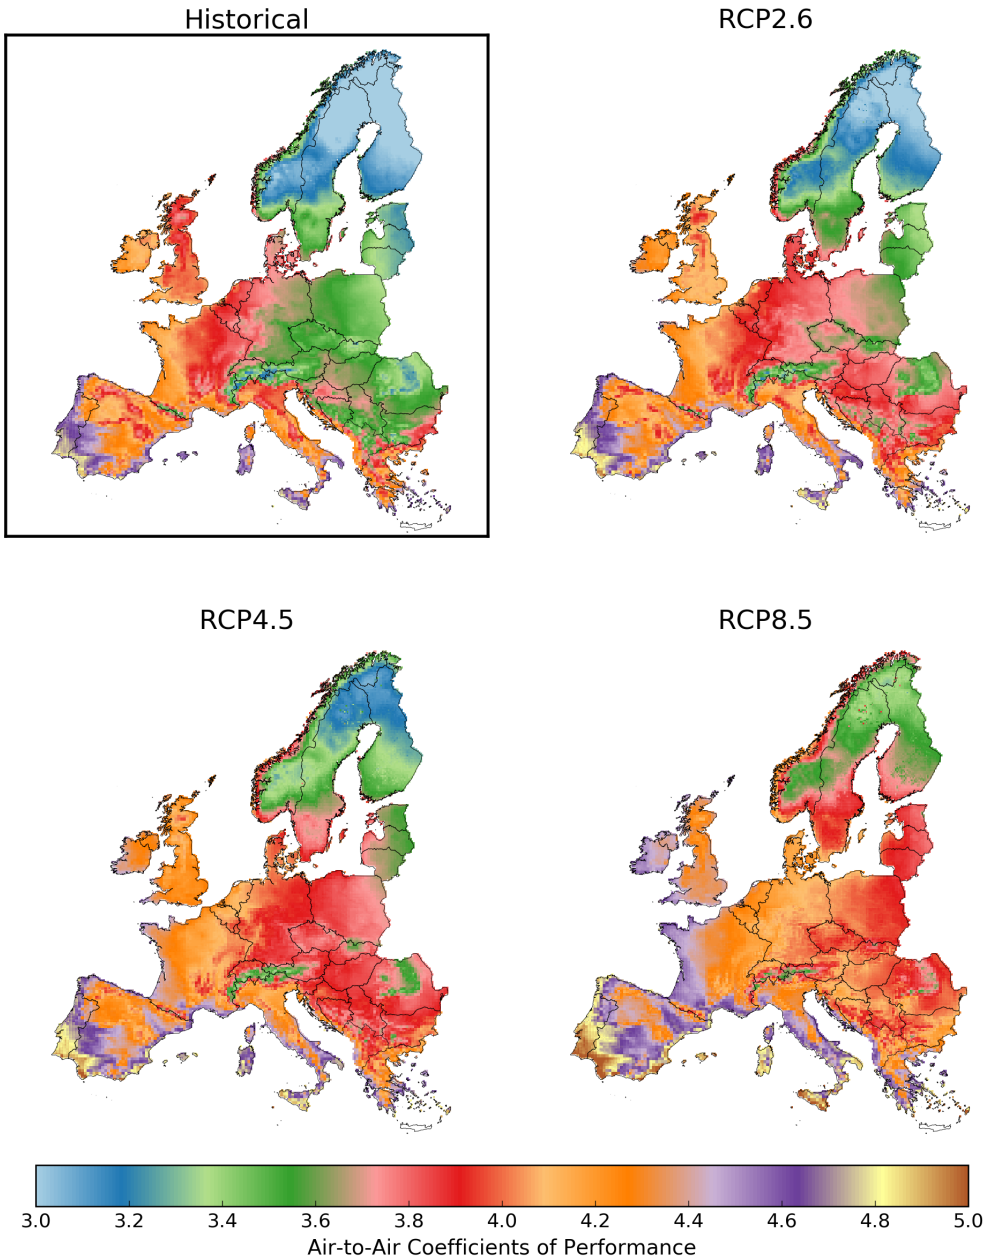 Historical
RCP2.6
RCP4.5
RCP8.5
3.0 3.2 3.4 3.6 3.8 4.0 4.2 4.4 4.6 4.8 5.0
Air-to-Air Coefficients of Performance